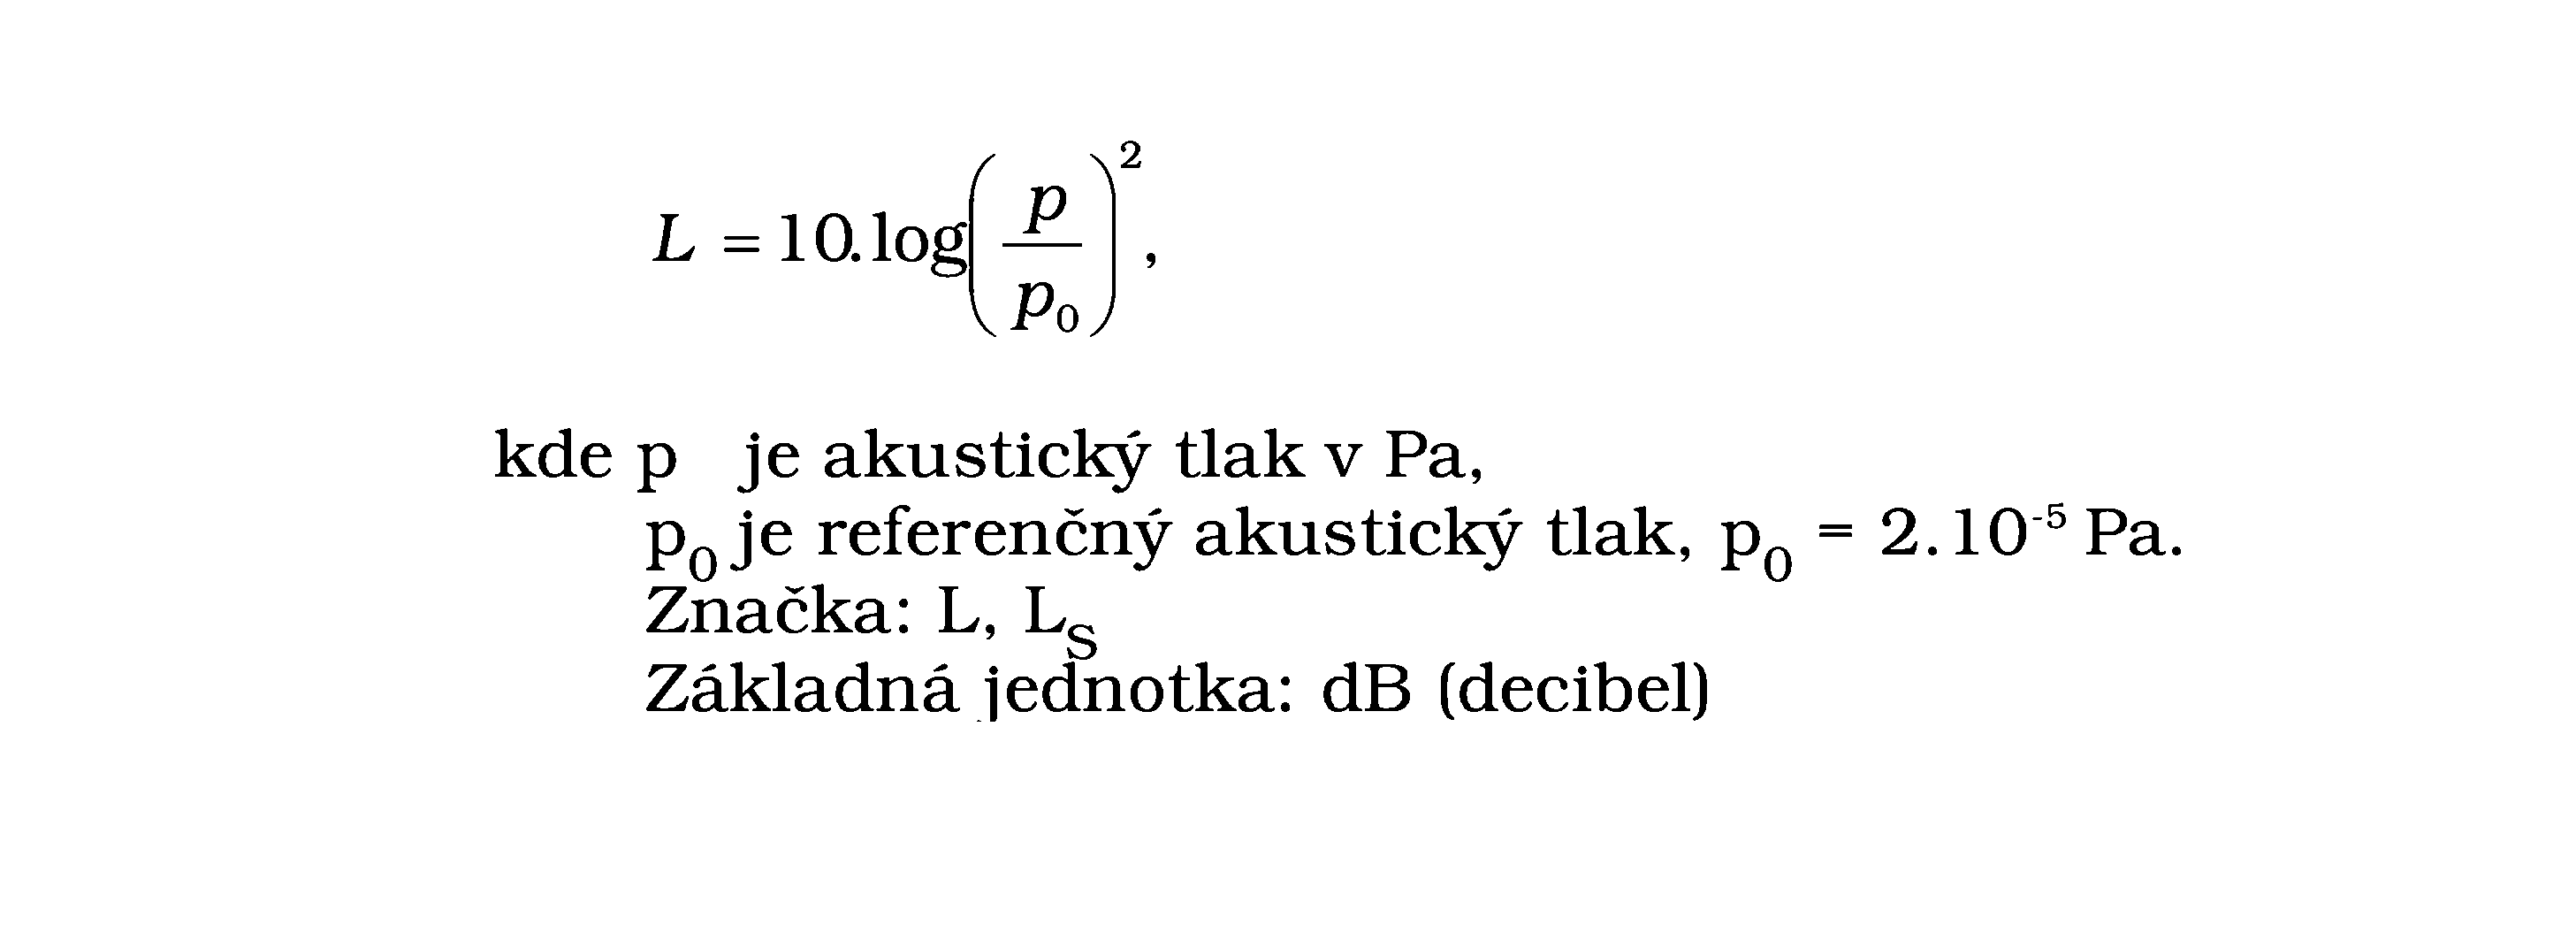 L = 10.log(p/p₀)²,
kde p je akustický tlak v Pa,
p₀ je referenčný akustický tlak, p₀ = 2.10⁻⁵ Pa.
Značka: L, L_S
Základná jednotka: dB (decibel)